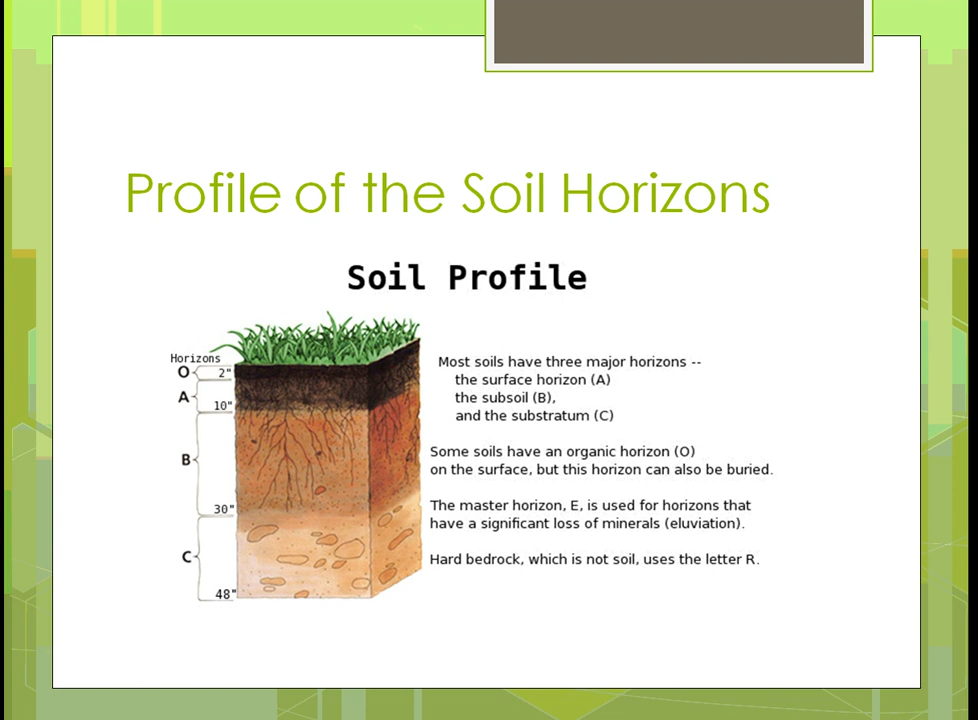 Profile of the Soil Horizons
Soil Profile
Horizons
O
2"
A
10"
B
30"
C
48"
Most soils have three major horizons --
the surface horizon (A)
the subsoil (B),
and the substratum (C)
Some soils have an organic horizon (O)
on the surface, but this horizon can also be buried.
The master horizon, E, is used for horizons that
have a significant loss of minerals (eluviation).
Hard bedrock, which is not soil, uses the letter R.